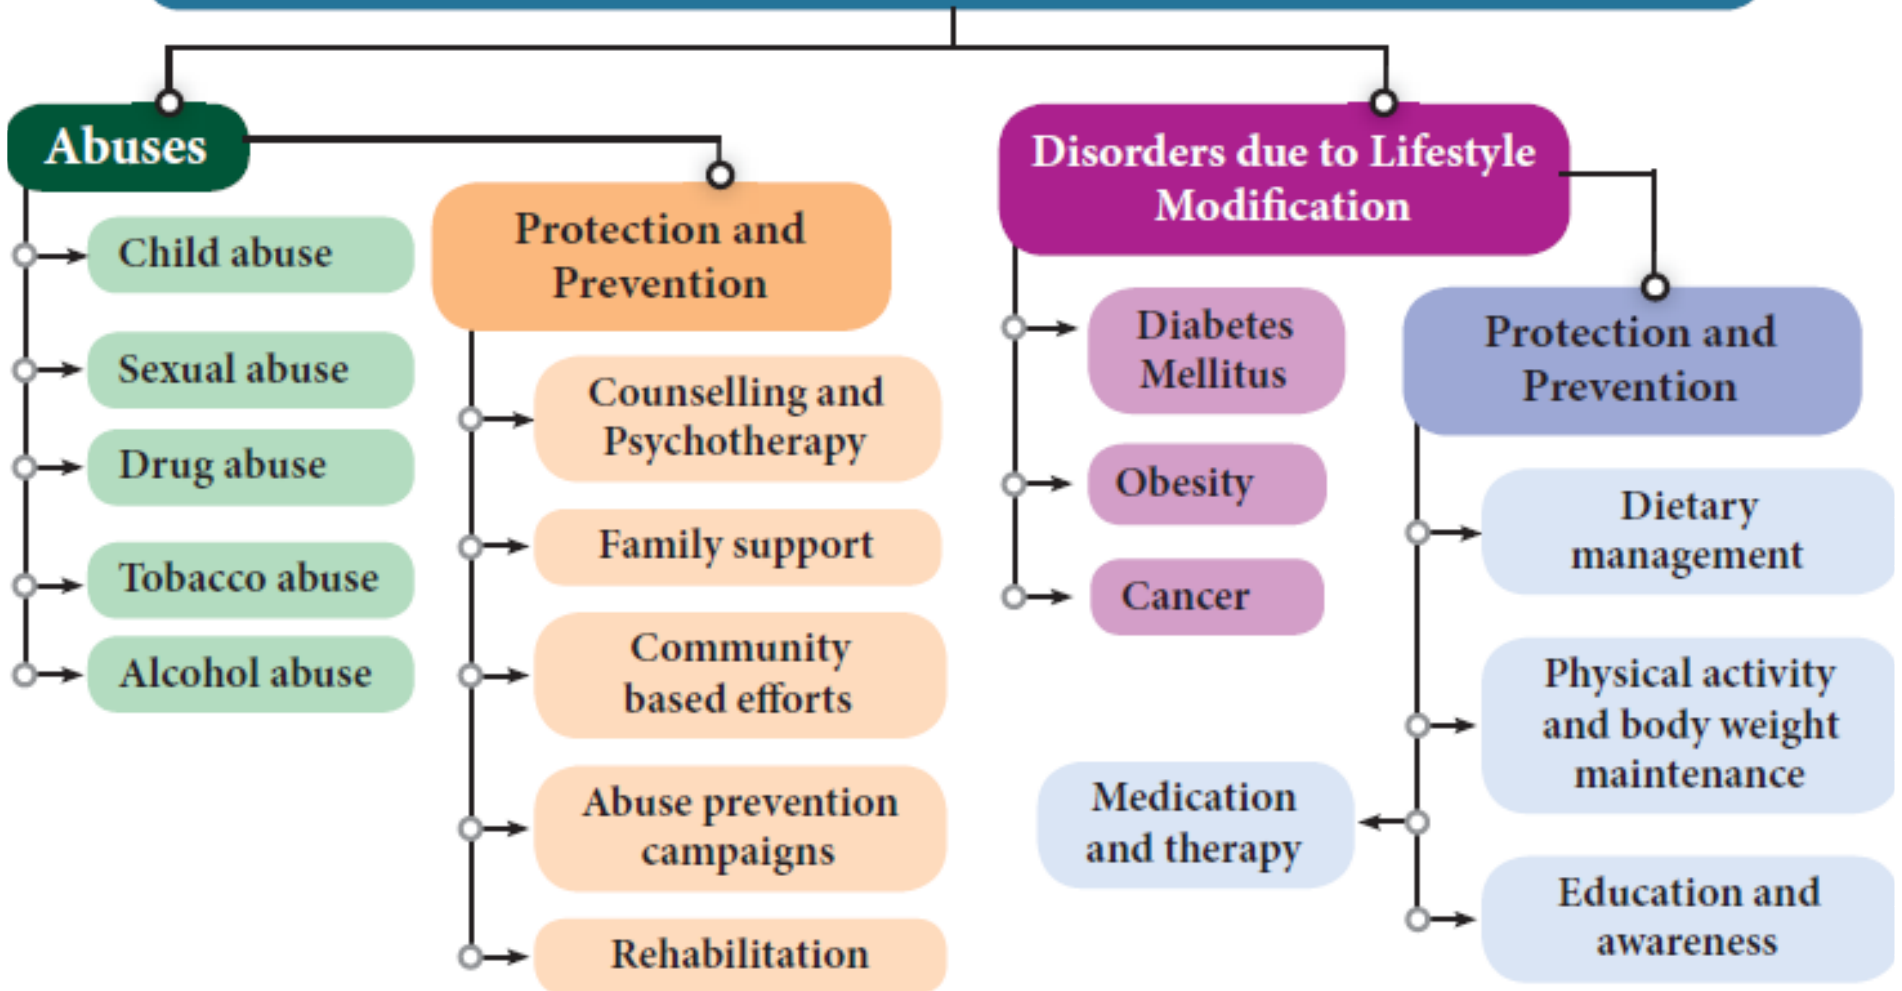 Abuses
Child abuse
Sexual abuse
Drug abuse
Tobacco abuse
Alcohol abuse
Protection and
Prevention
Counselling and
Psychotherapy
Family support
Community
based efforts
Abuse prevention
campaigns
Rehabilitation
Disorders due to Lifestyle
Modification
Diabetes
Mellitus
Obesity
Cancer
Protection and
Prevention
Dietary
management
Physical activity
and body weight
maintenance
Medication
and therapy
Education and
awareness